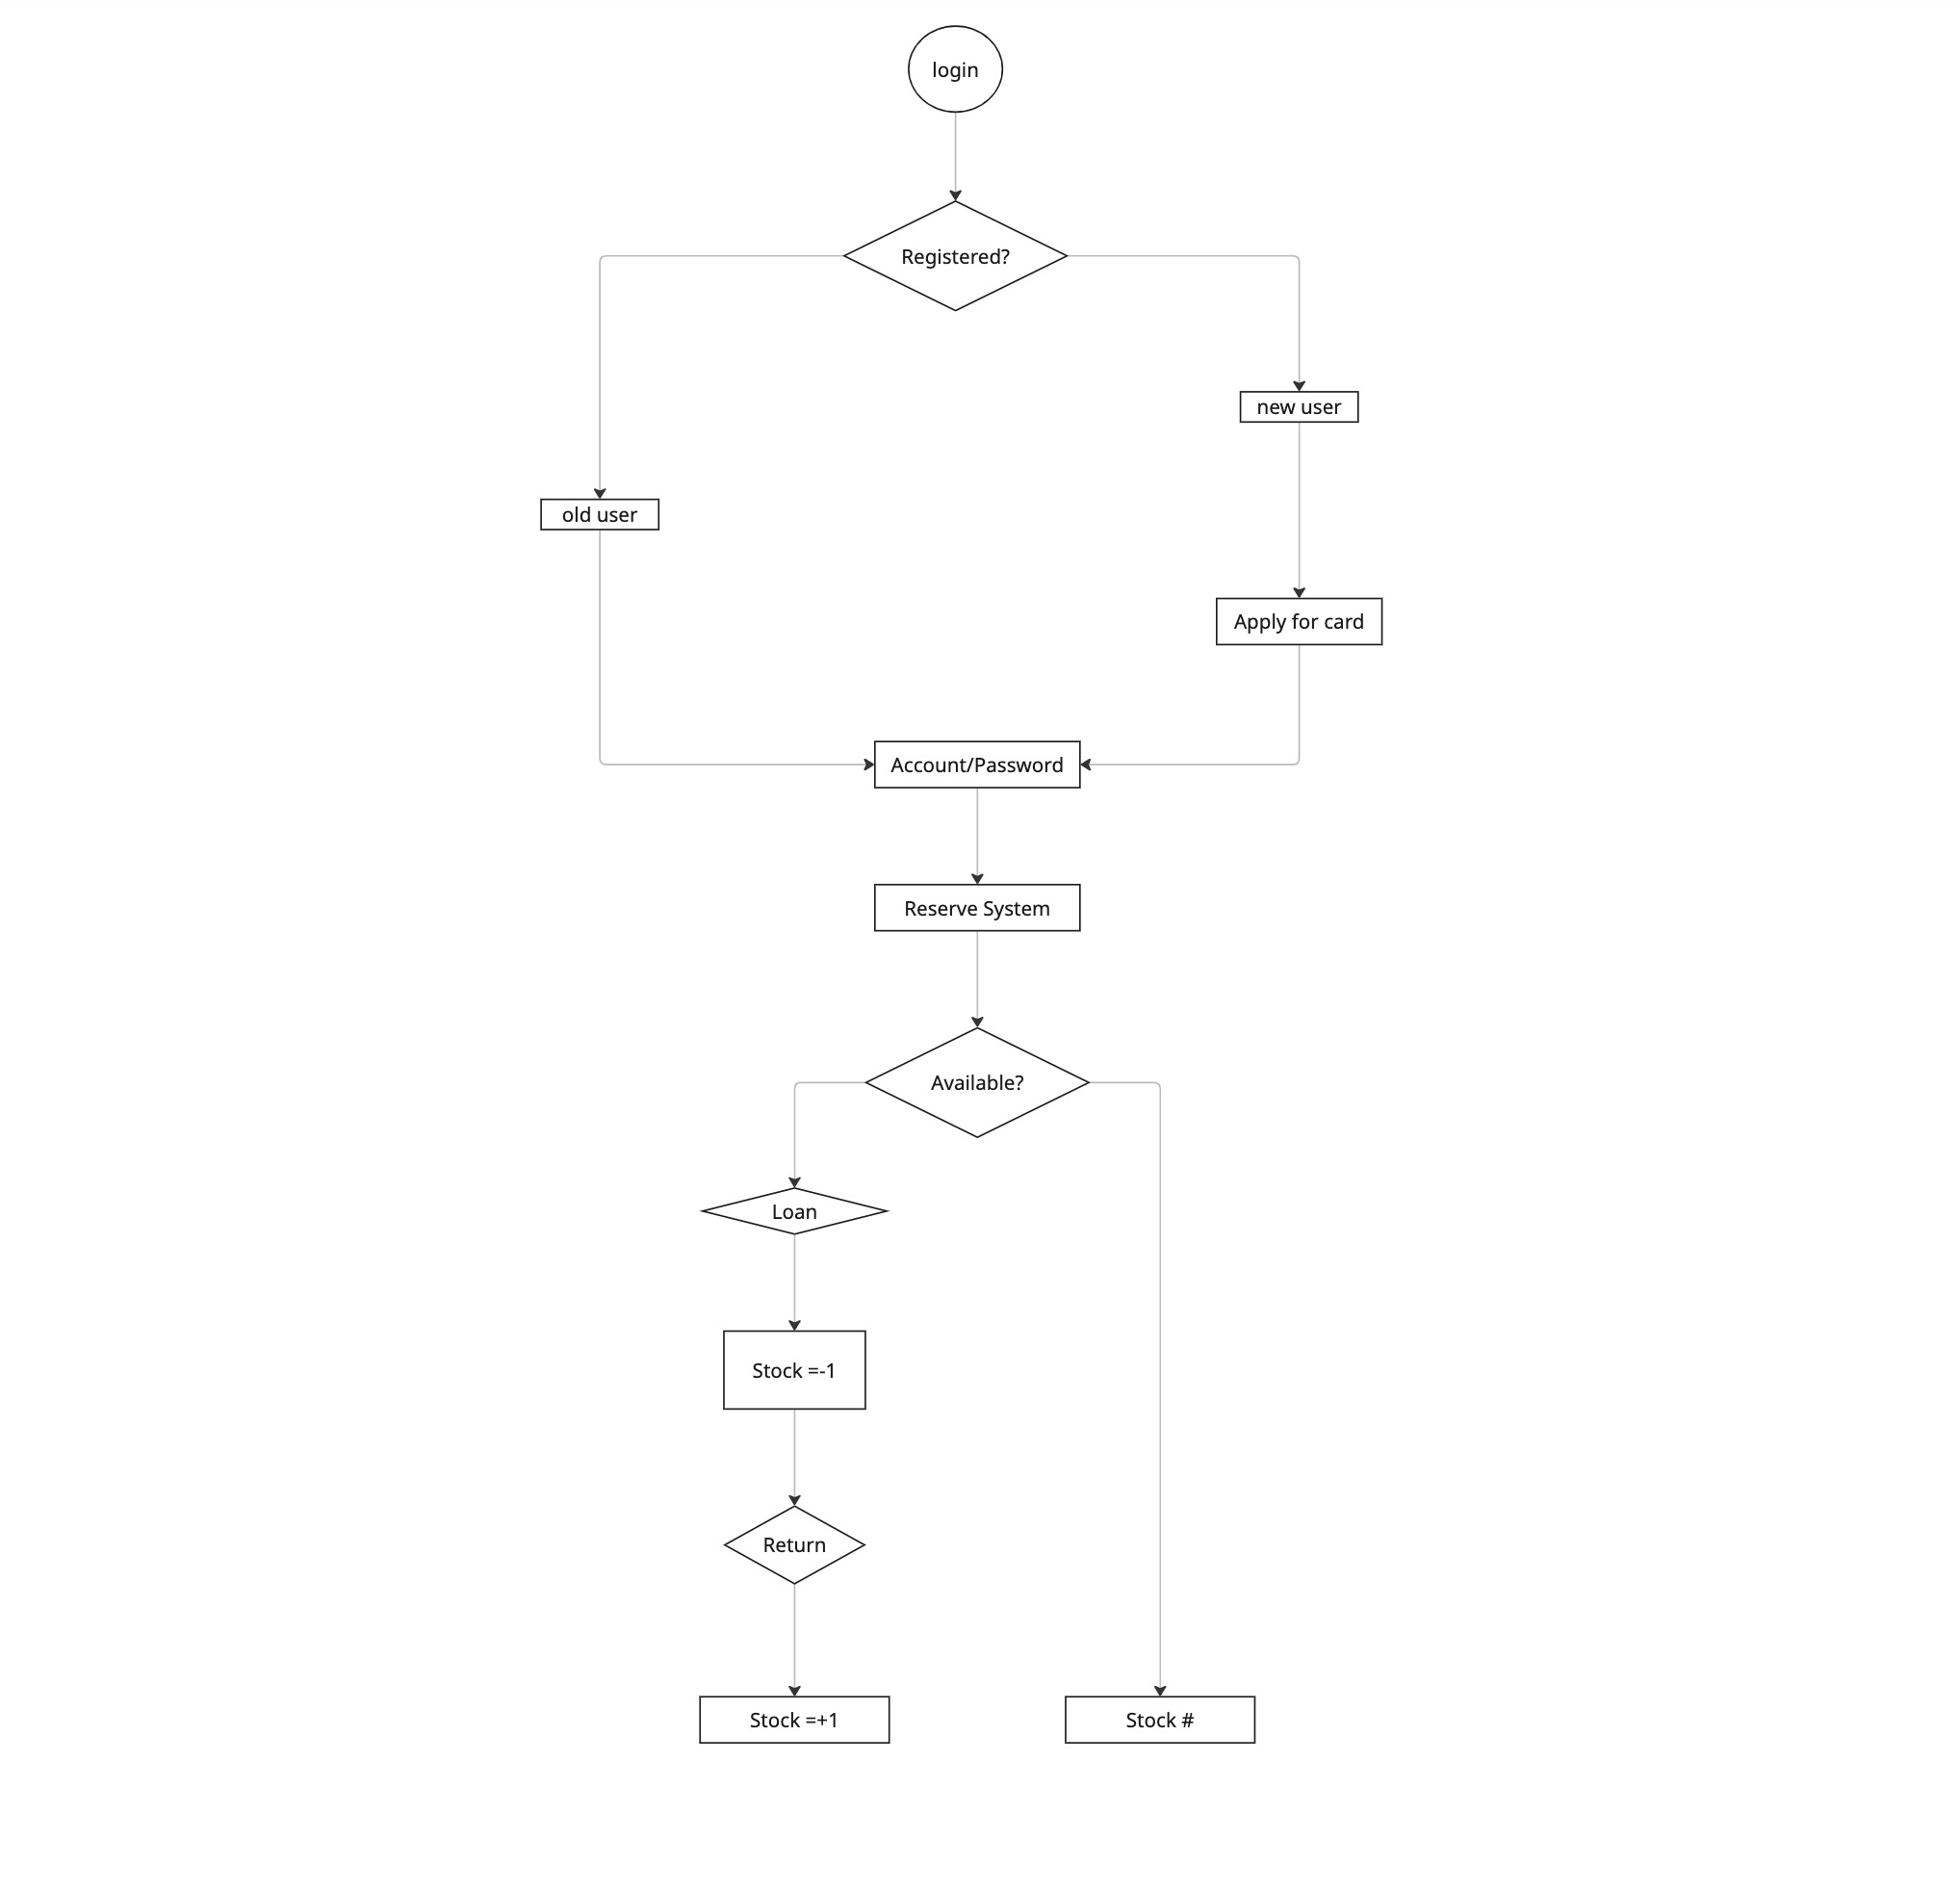 login
Registered?
new user
old user
Apply for card
Account/Password
Reserve System
Available?
Loan
Stock =-1
Return
Stock =+1
Stock #